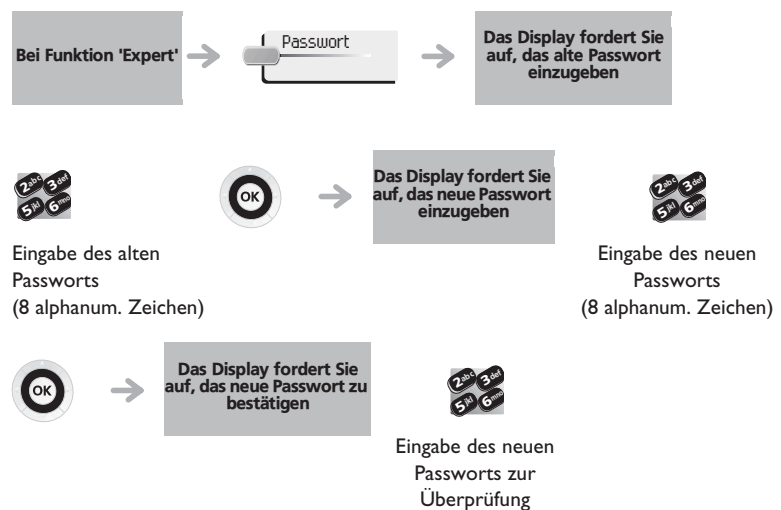 Bei Funktion 'Expert'
Passwort
Das Display fordert Sie
auf, das alte Passwort
einzugeben
2abc 3def
5jkl 6mno
OK
Das Display fordert Sie
auf, das neue Passwort
einzugeben
2abc 3def
5jkl 6mno
Eingabe des alten
Passworts
(8 alphanum. Zeichen)
Eingabe des neuen
Passworts
(8 alphanum. Zeichen)
OK
Das Display fordert Sie
auf, das neue Passwort zu
bestätigen
2abc 3def
5jkl 6mno
Eingabe des neuen
Passworts zur
Überprüfung